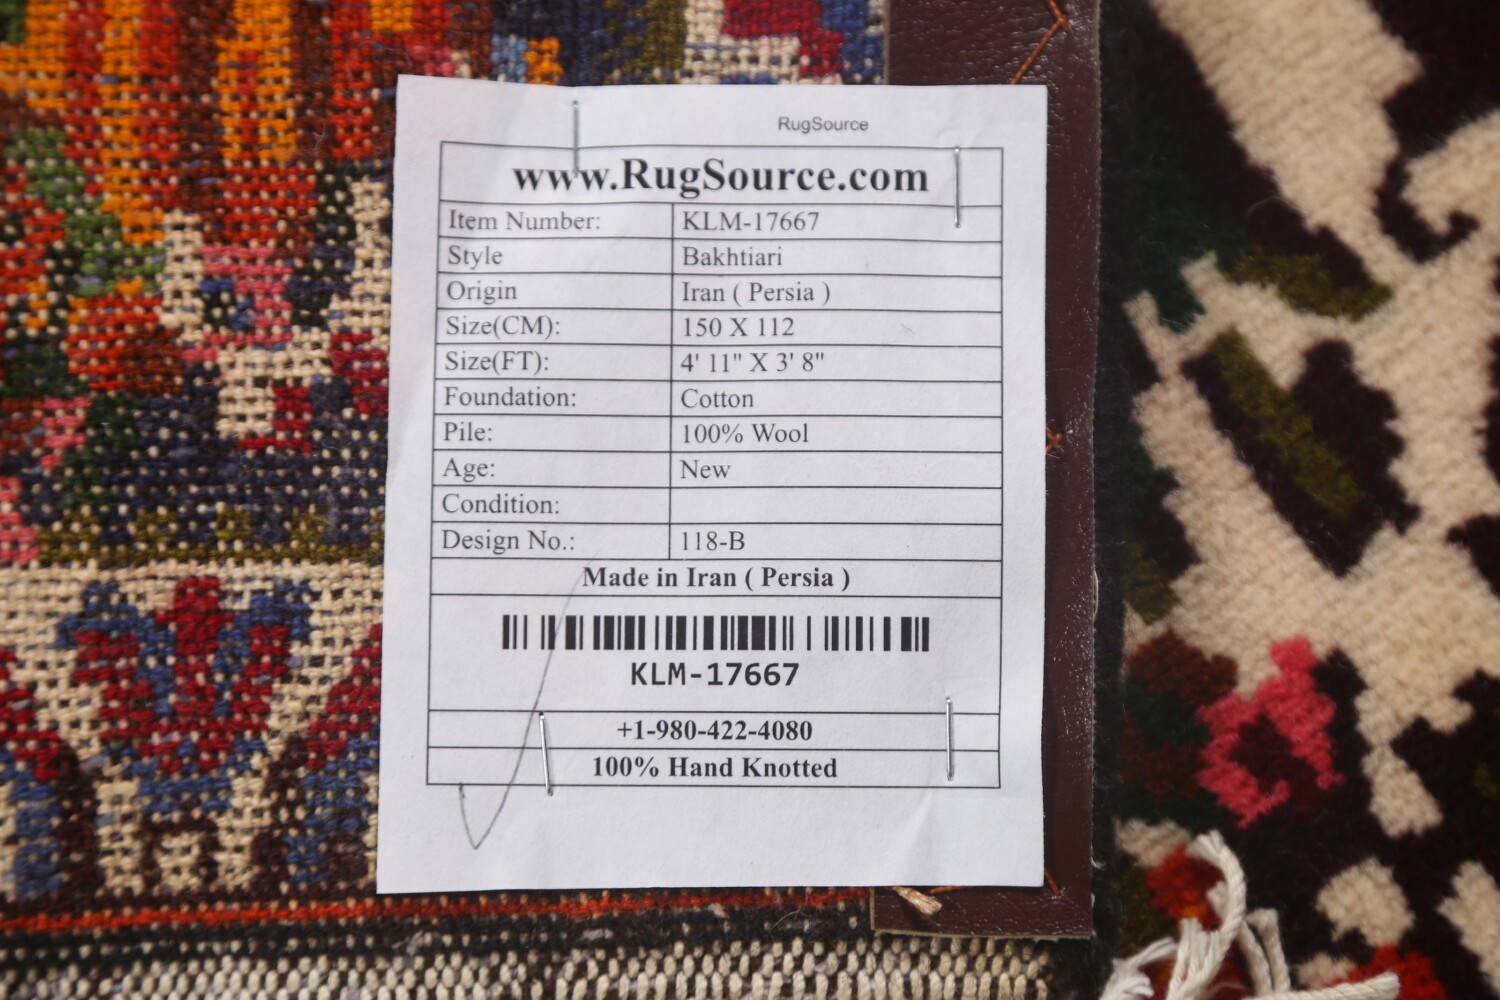 RugSource
www.RugSource.com
Item Number: KLM-17667
Style Bakhtiari
Origin Iran ( Persia )
Size(CM): 150 X 112
Size(FT): 4' 11" X 3' 8"
Foundation: Cotton
Pile: 100% Wool
Age: New
Condition:
Design No.: 118-B
Made in Iran ( Persia )
KLM-17667
+1-980-422-4080
100% Hand Knotted